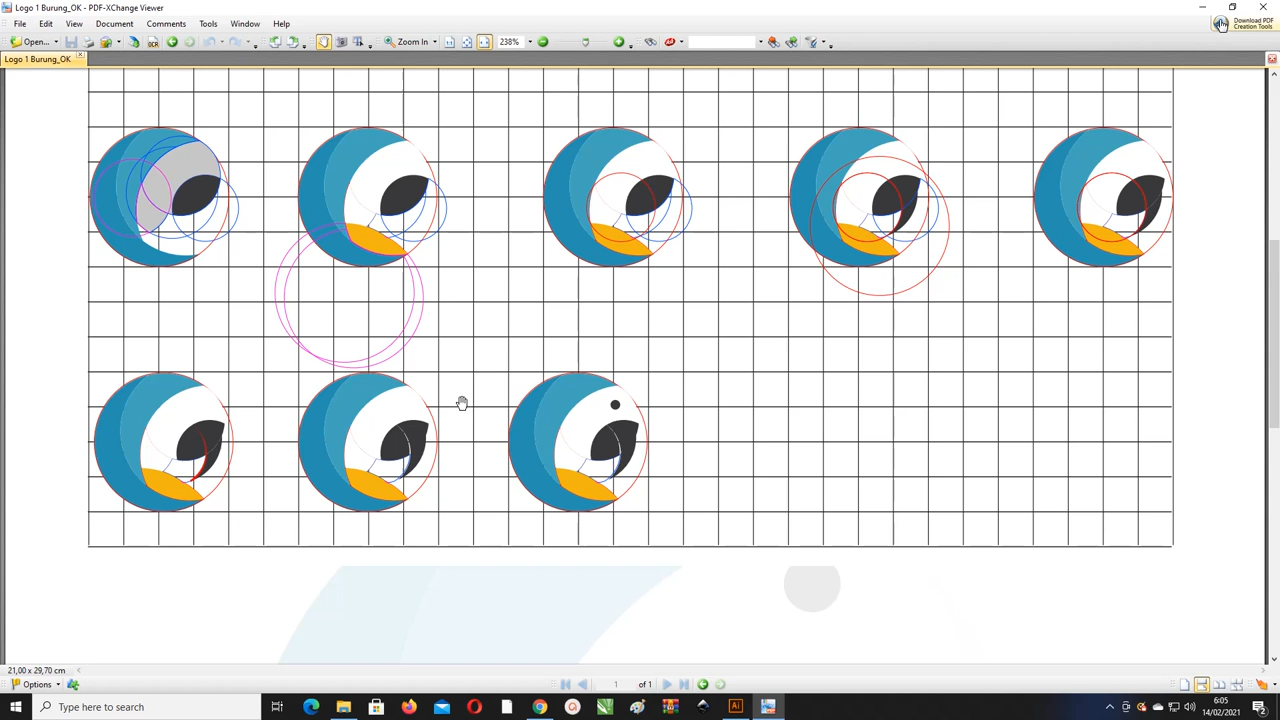 Logo 1 Burung_OK - PDF-XChange Viewer
File Edit View Document Comments Tools Window Help
Download PDF
Creation Tools
Open... OCR Zoom In 238%
Logo 1 Burung_OK
21,00 x 29,70 cm
Options 1 of 1
Type here to search
6:05
14/02/2021